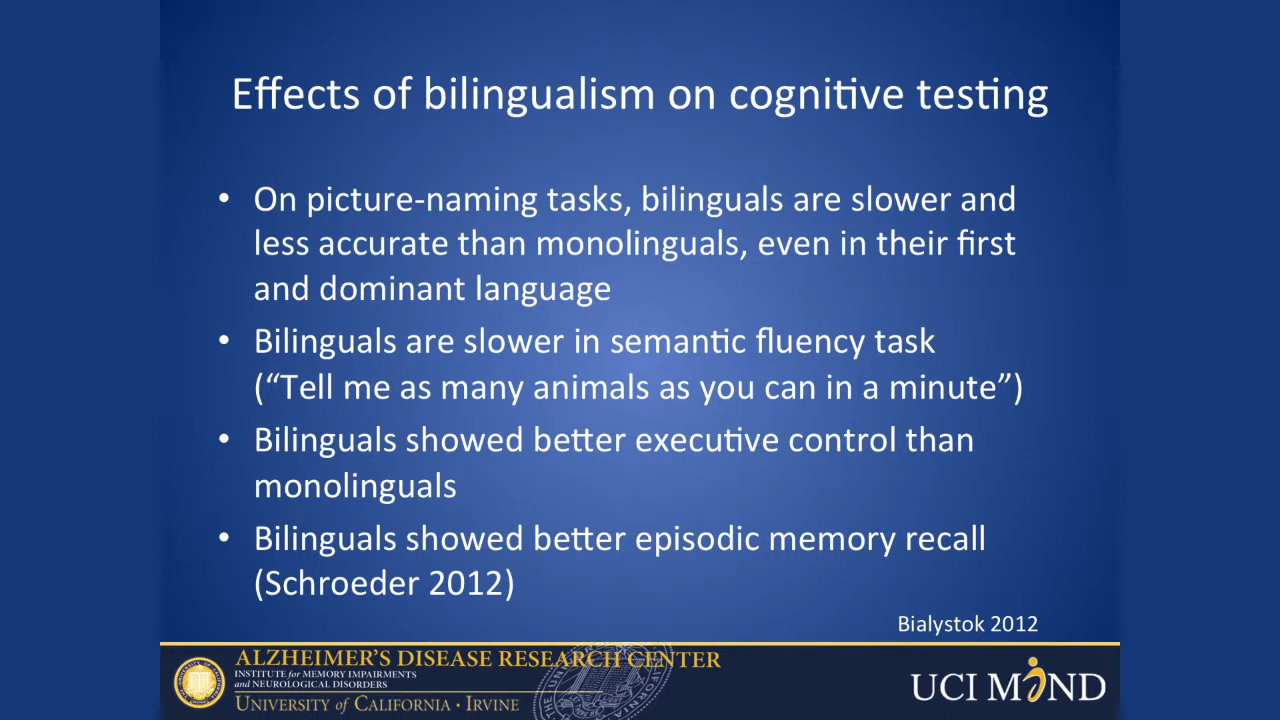 Effects of bilingualism on cognitive testing
• On picture-naming tasks, bilinguals are slower and
less accurate than monolinguals, even in their first
and dominant language
• Bilinguals are slower in semantic fluency task
(“Tell me as many animals as you can in a minute”)
• Bilinguals showed better executive control than
monolinguals
• Bilinguals showed better episodic memory recall
(Schroeder 2012)
Bialystok 2012
ALZHEIMER’S DISEASE RESEARCH CENTER
INSTITUTE for MEMORY IMPAIRMENTS
and NEUROLOGICAL DISORDERS
UNIVERSITY of CALIFORNIA • IRVINE
UCI MIND